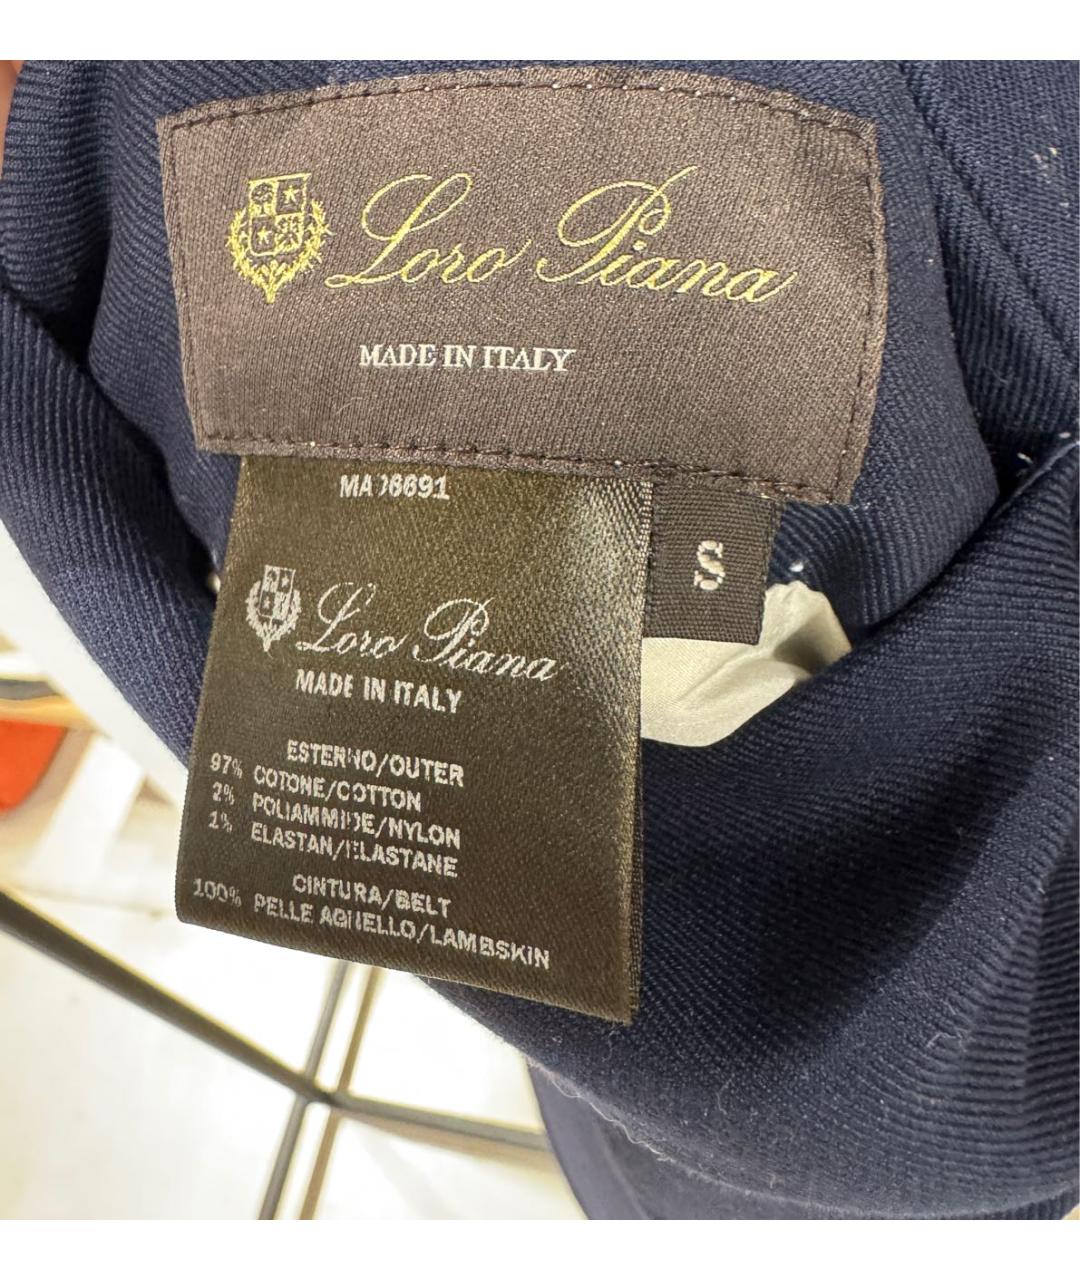 Loro Piana
MADE IN ITALY
S
Loro Piana
MADE IN ITALY
ESTERNO/OUTER
97% COTONE/COTTON
2% POLIAMMIDE/NYLON
1% ELASTAN/ELASTANE
CINTURA/BELT
100% PELLE AGNELLO/LAMBSKIN